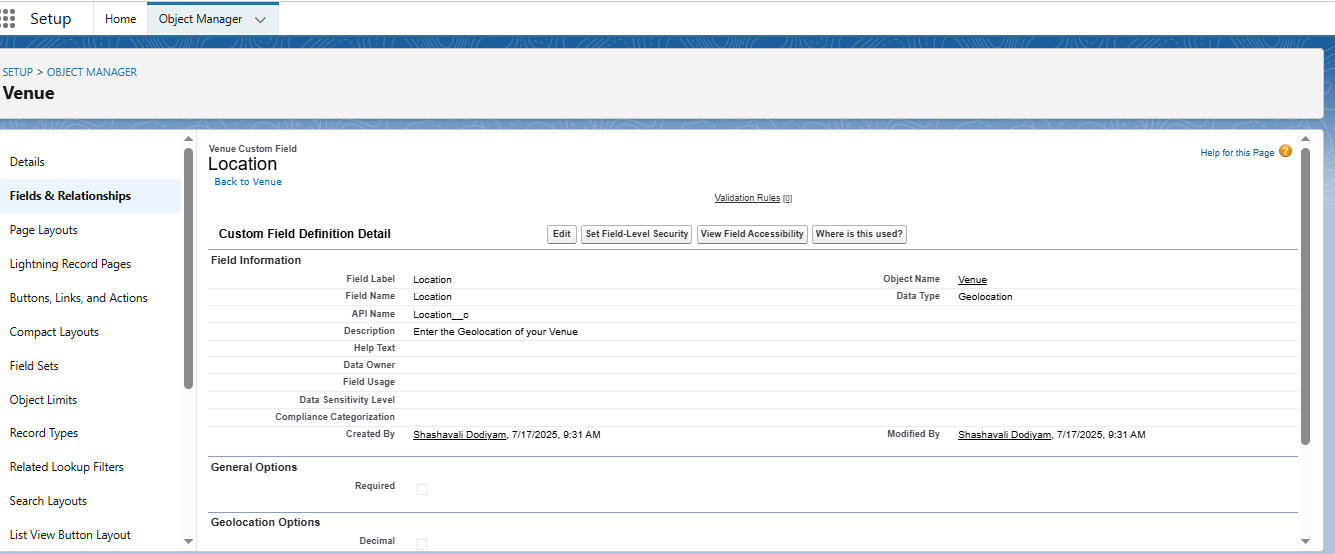 Setup Home Object Manager
SETUP > OBJECT MANAGER
Venue
Details
Fields & Relationships
Page Layouts
Lightning Record Pages
Buttons, Links, and Actions
Compact Layouts
Field Sets
Object Limits
Record Types
Related Lookup Filters
Search Layouts
List View Button Layout
Venue Custom Field
Location
Back to Venue
Help for this Page ?
Validation Rules [0]
Custom Field Definition Detail Edit Set Field-Level Security View Field Accessibility Where is this used?
Field Information
Field Label Location Object Name Venue
Field Name Location Data Type Geolocation
API Name Location__c
Description Enter the Geolocation of your Venue
Help Text
Data Owner
Field Usage
Data Sensitivity Level
Compliance Categorization
Created By Shashavali Dodiyam, 7/17/2025, 9:31 AM Modified By Shashavali Dodiyam, 7/17/2025, 9:31 AM
General Options
Required
Geolocation Options
Decimal